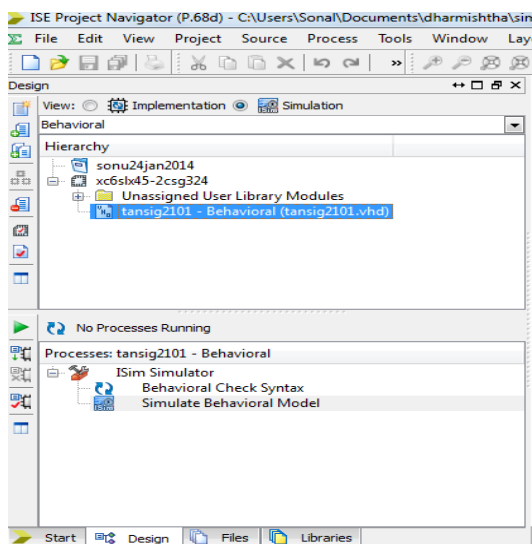 ISE Project Navigator (P.68d) - C:\Users\Sonal\Documents\dharmishtha\sim
File Edit View Project Source Process Tools Window Lay
Design
View: Implementation Simulation
Behavioral
Hierarchy
sonu24jan2014
xc6slx45-2csg324
Unassigned User Library Modules
tansig2101 - Behavioral (tansig2101.vhd)
No Processes Running
Processes: tansig2101 - Behavioral
ISim Simulator
Behavioral Check Syntax
Simulate Behavioral Model
Start Design Files Libraries